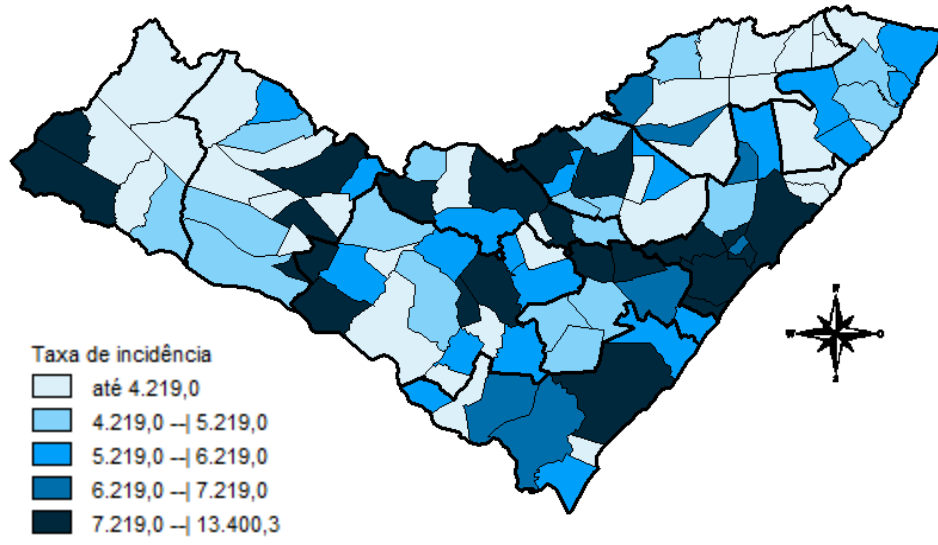 N
W
O
S
Taxa de incidência
até 4.219,0
4.219,0 --| 5.219,0
5.219,0 --| 6.219,0
6.219,0 --| 7.219,0
7.219,0 --| 13.400,3